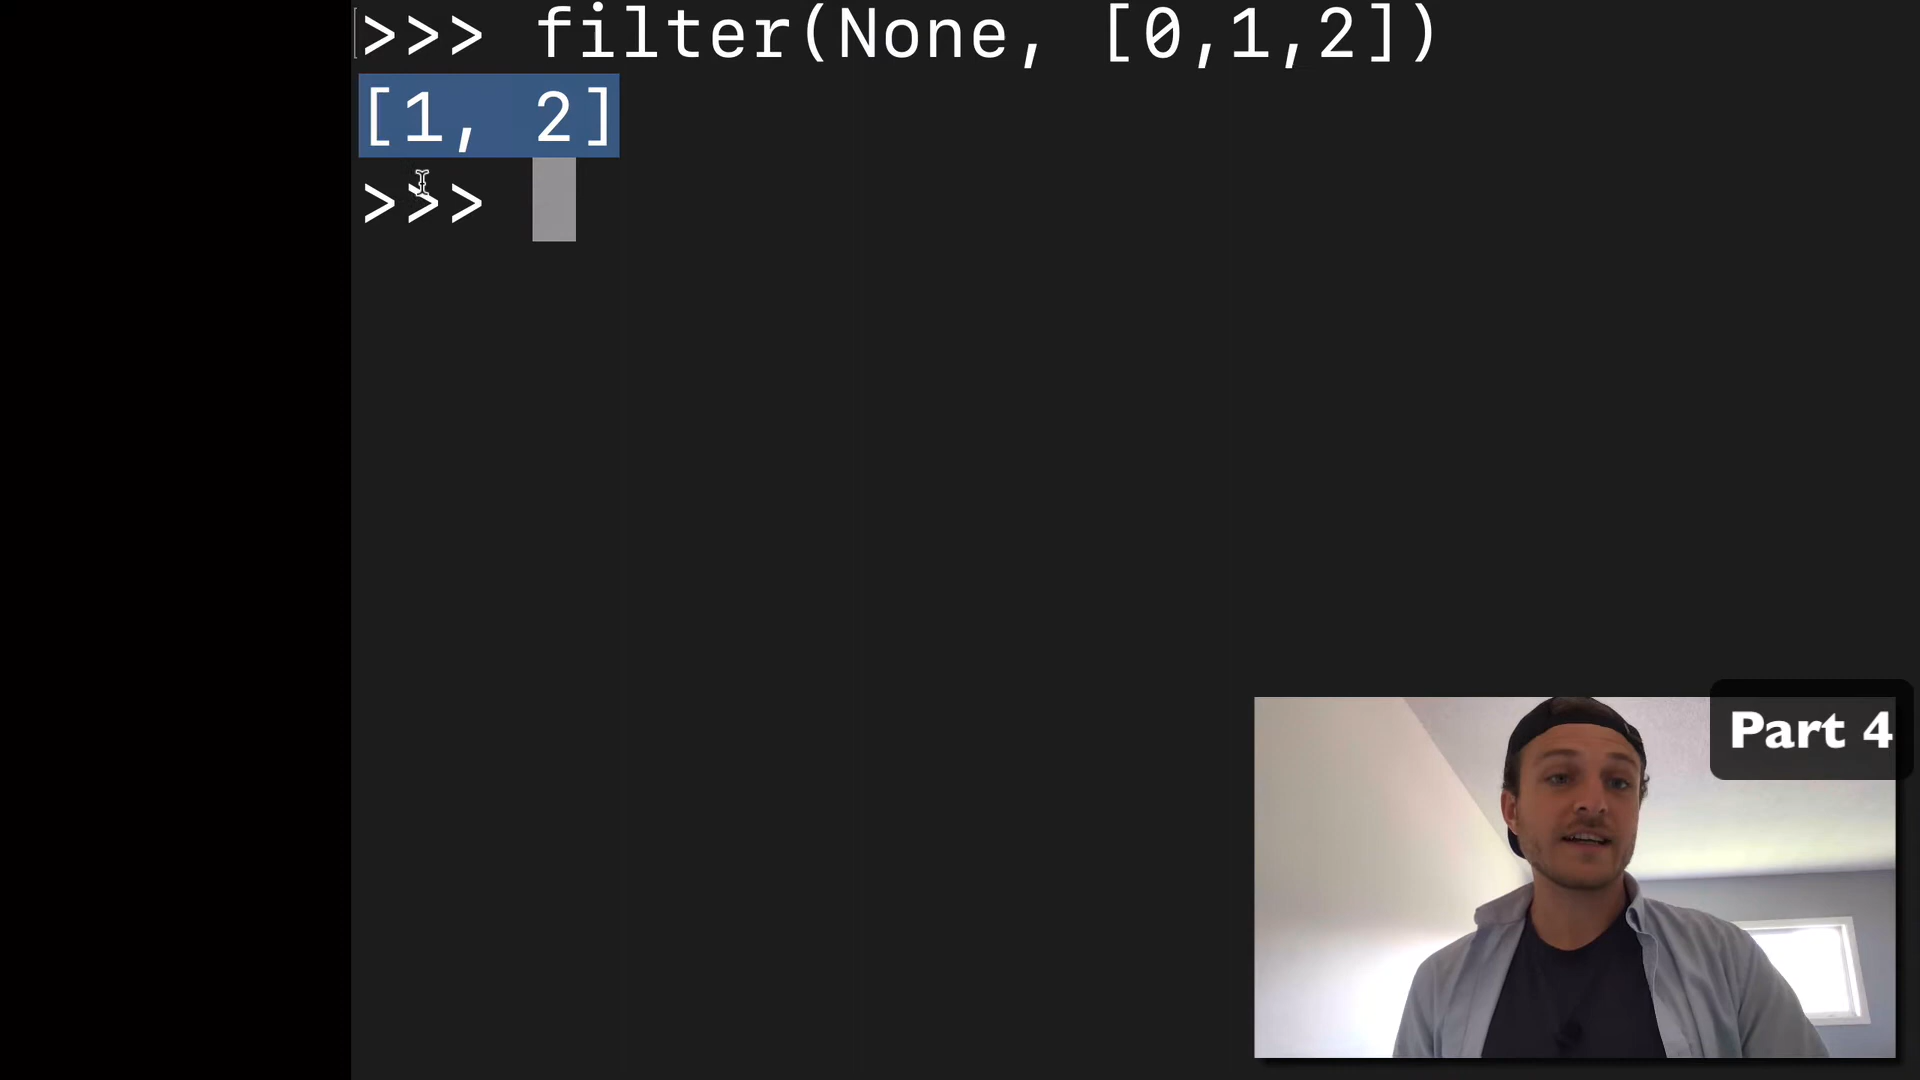 >>> filter(None, [0,1,2])
[1, 2]
>>>
Part 4